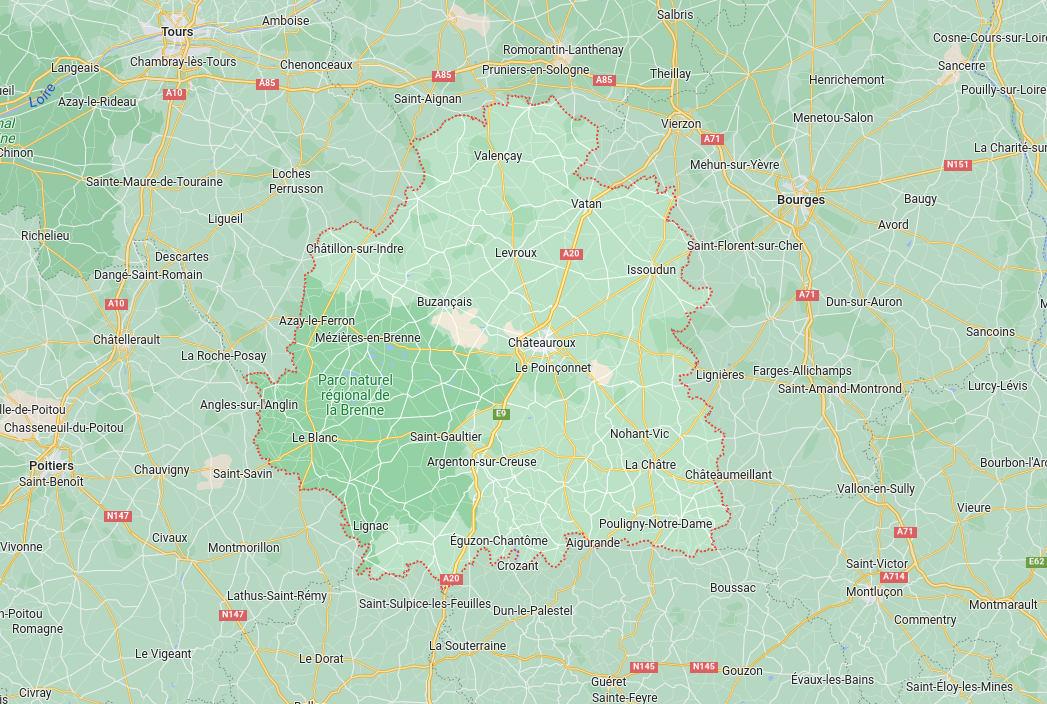 Salbris
Amboise
Tours
Cosne-Cours-sur-Loire
Romorantin-Lanthenay
Chambray-lès-Tours
Chenonceaux
Langeais
Pruniers-en-Sologne
Theillay
Sancerre
A85
A85
A85
Henrichemont
Pouilly-sur-Loire
A10
Loire
Azay-le-Rideau
Saint-Aignan
Menetou-Salon
Vierzon
A71
Chinon
Valençay
La Charité-sur
Mehun-sur-Yèvre
N151
Loches
Sainte-Maure-de-Touraine
Perrusson
Bourges
Baugy
Vatan
Ligueil
Avord
Richelieu
Saint-Florent-sur-Cher
Châtillon-sur-Indre
Levroux
A20
Descartes
Issoudun
Dangé-Saint-Romain
A71
A10
Buzançais
Dun-sur-Auron
Azay-le-Ferron
Sancoins
Mézières-en-Brenne
Châtellerault
Châteauroux
La Roche-Posay
Le Poinçonnet
Farges-Allichamps
Lignières
Parc naturel
régional de
la Brenne
Saint-Amand-Montrond
Lurcy-Lévis
Angles-sur-l'Anglin
lle-de-Poitou
E9
Chasseneuil-du-Poitou
Le Blanc
Saint-Gaultier
Nohant-Vic
Poitiers
Argenton-sur-Creuse
La Châtre
Bourbon-l'Arc
Chauvigny
Saint-Savin
Châteaumeillant
Saint-Benoît
Vallon-en-Sully
Vieure
N147
Lignac
Pouligny-Notre-Dame
A71
Civaux
Éguzon-Chantôme
Aigurande
Vivonne
Montmorillon
Crozant
Saint-Victor
E62
A20
A714
Boussac
Montluçon
Lathus-Saint-Rémy
Saint-Sulpice-les-Feuilles
Dun-le-Palestel
Montmarault
n-Poitou
N147
Commentry
Romagne
La Souterraine
Le Vigeant
Le Dorat
N145
N145
Gouzon
Guéret
Évaux-les-Bains
Saint-Éloy-les-Mines
Civray
Sainte-Feyre